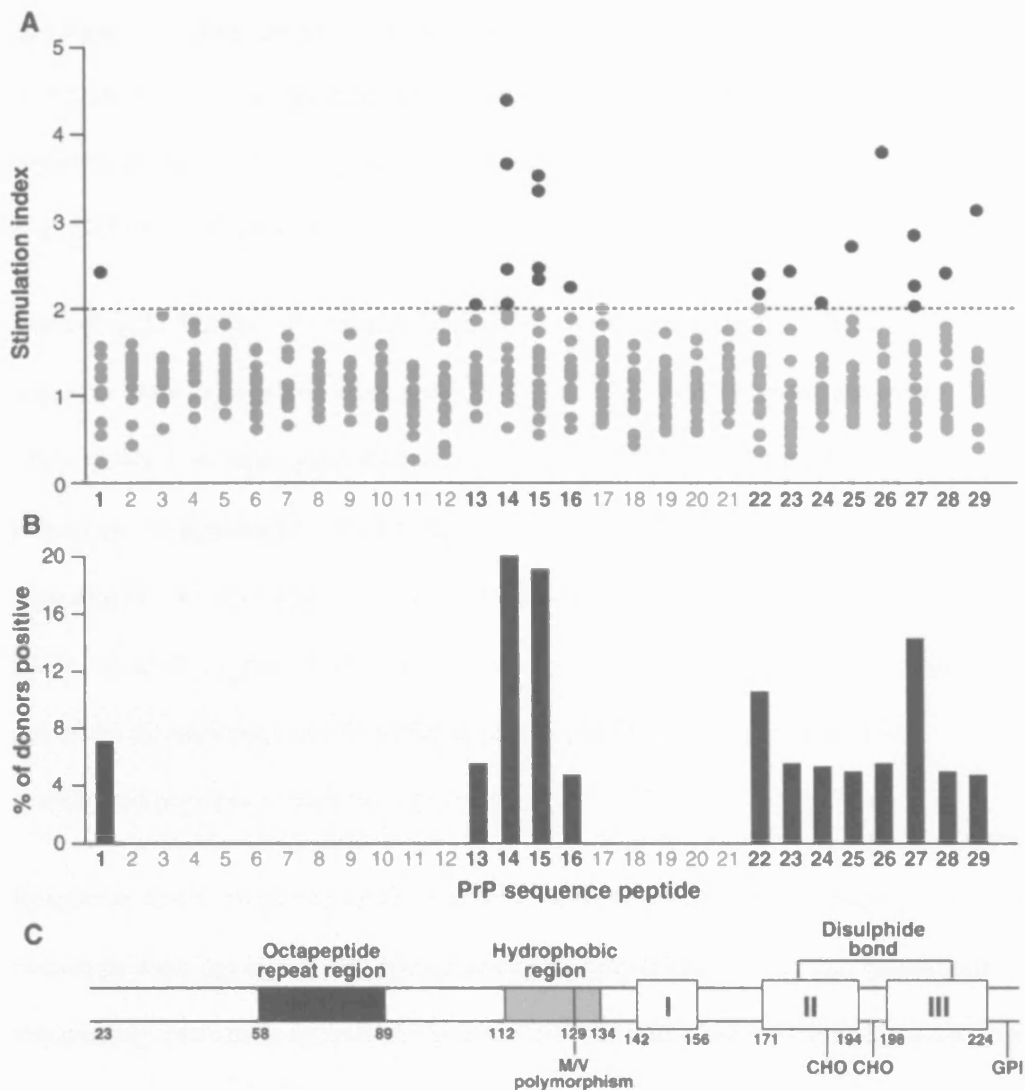 A
5
4
3
2
1
0
Stimulation index
1 2 3 4 5 6 7 8 9 10 11 12 13 14 15 16 17 18 19 20 21 22 23 24 25 26 27 28 29
B
20
16
12
8
4
0
% of donors positive
1 2 3 4 5 6 7 8 9 10 11 12 13 14 15 16 17 18 19 20 21 22 23 24 25 26 27 28 29
PrP sequence peptide
C
Octapeptide
repeat region
Hydrophobic
region
Disulphide
bond
I II III
23 58 89 112 129 134 142 156 171 194 198 224
M/V
polymorphism
CHO CHO
GPI